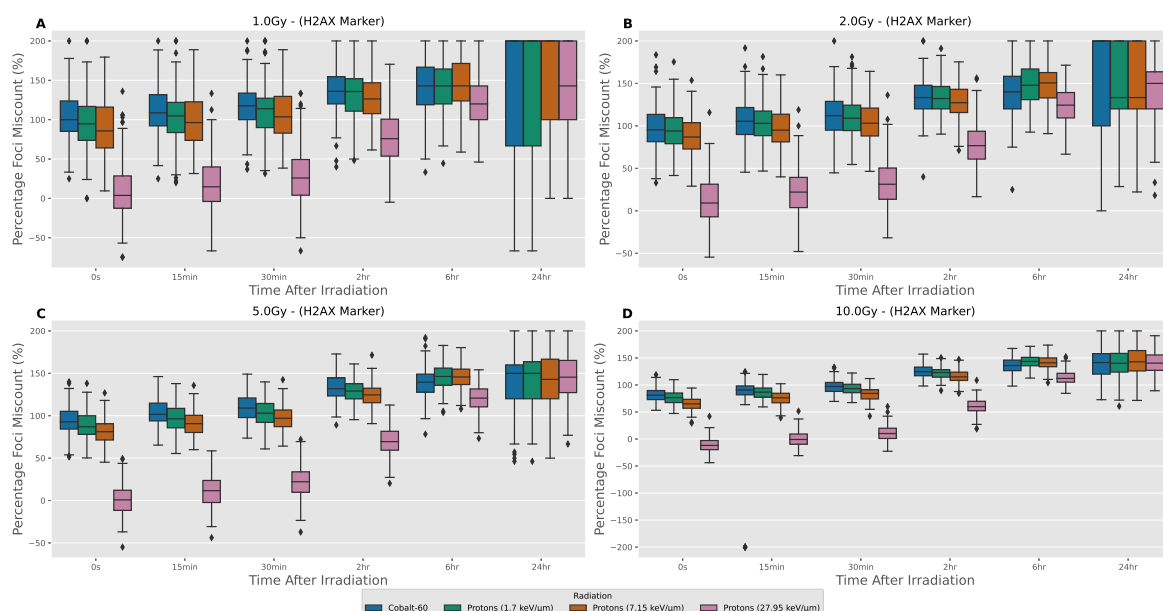 A
1.0Gy - (H2AX Marker)
Percentage Foci Miscount (%)
200
150
100
50
0
−50
0s
15min
30min
2hr
6hr
24hr
Time After Irradiation
B
2.0Gy - (H2AX Marker)
Percentage Foci Miscount (%)
200
150
100
50
0
−50
0s
15min
30min
2hr
6hr
24hr
Time After Irradiation
C
5.0Gy - (H2AX Marker)
Percentage Foci Miscount (%)
200
150
100
50
0
−50
0s
15min
30min
2hr
6hr
24hr
Time After Irradiation
D
10.0Gy - (H2AX Marker)
Percentage Foci Miscount (%)
200
150
100
50
0
−50
−100
−150
−200
0s
15min
30min
2hr
6hr
24hr
Time After Irradiation
Radiation
Cobalt-60
Protons (1.7 keV/um)
Protons (7.15 keV/um)
Protons (27.95 keV/um)